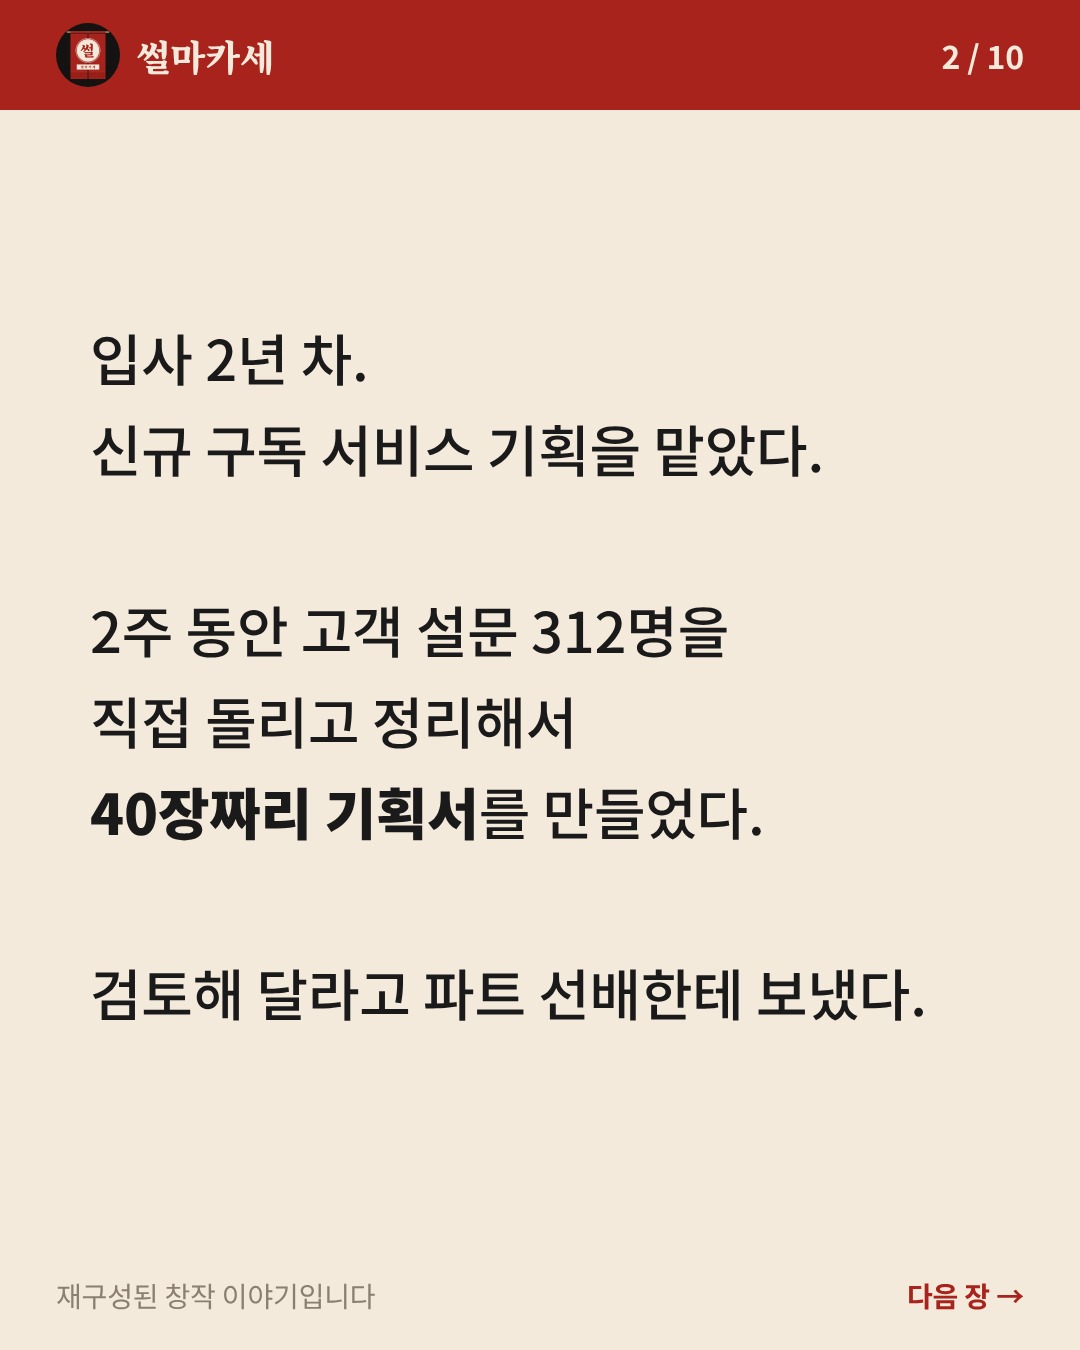 썰
썰마카세
2 / 10
입사 2년 차.
신규 구독 서비스 기획을 맡았다.
2주 동안 고객 설문 312명을
직접 돌리고 정리해서
40장짜리 기획서를 만들었다.
검토해 달라고 파트 선배한테 보냈다.
재구성된 창작 이야기입니다
다음 장 →